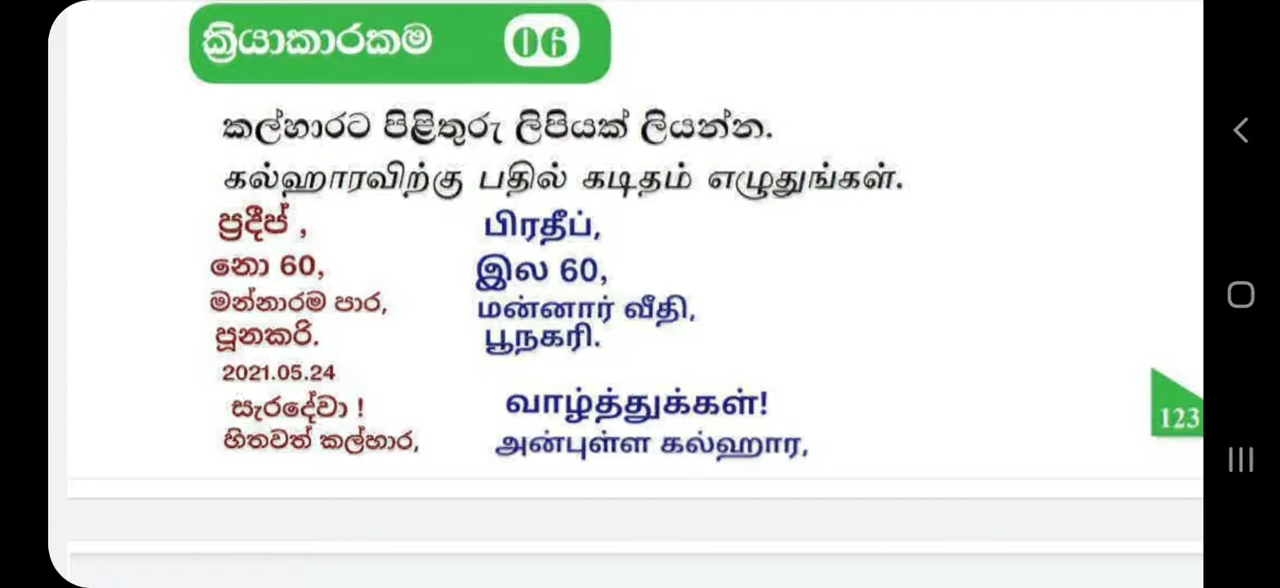 ක්‍රියාකාරකම 06
කල්හාරට පිළිතුරු ලිපියක් ලියන්න.
கல்ஹாரவிற்கு பதில் கடிதம் எழுதுங்கள்.
ප්‍රදීප් , பிரதீப்,
නො 60, இல 60,
මන්නාරම පාර, மன்னார் வீதி,
පූනකරි. பூநகரி.
2021.05.24
සැරදේවා ! வாழ்த்துக்கள்!
හිතවත් කල්හාර, அன்புள்ள கல்ஹார,
123